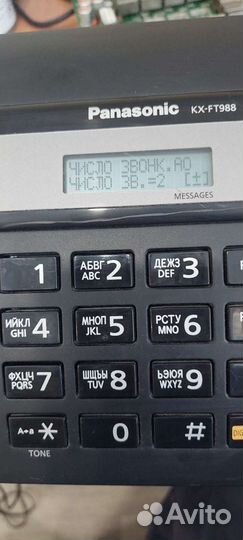 Panasonic KX-FT988
ЧИСЛО ЗВОНК.АО
ЧИСЛО ЗВ.=2 [±]
MESSAGES
1 АБВГ ABC 2 ДЕЖЗ DEF 3
ИЙКЛ GHI 4 МНОП JKL 5 РСТУ MNO 6
ФХЦЧ PQRS 7 ШЩЪЫ TUV 8 ЬЭЮЯ WXYZ 9
А→В ✱ 0 #
TONE
Avito